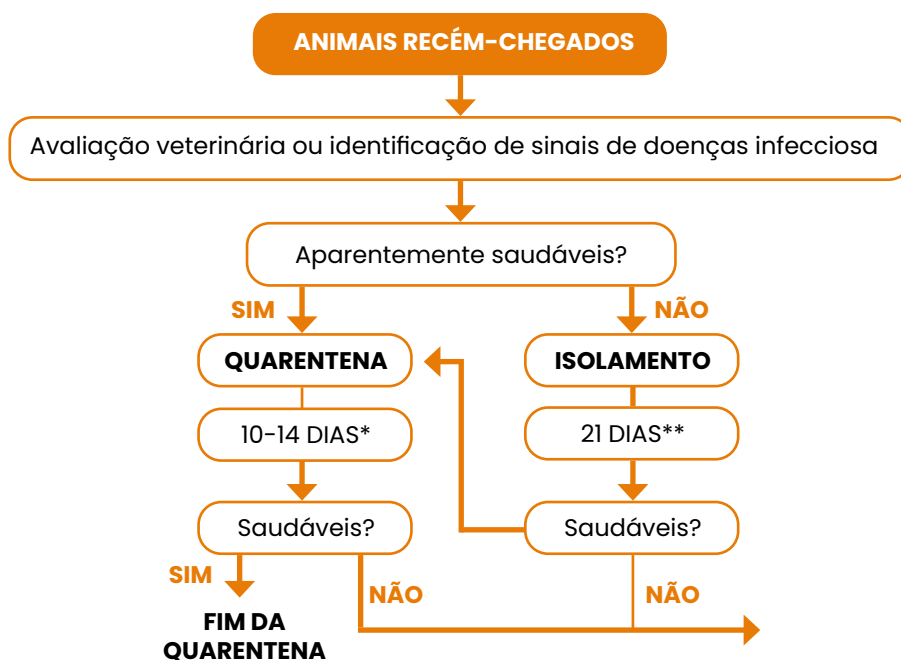 ANIMAIS RECÉM-CHEGADOS
Avaliação veterinária ou identificação de sinais de doenças infecciosa
Aparentemente saudáveis?
SIM
NÃO
QUARENTENA
ISOLAMENTO
10-14 DIAS*
21 DIAS**
Saudáveis?
Saudáveis?
SIM
NÃO
NÃO
FIM DA
QUARENTENA